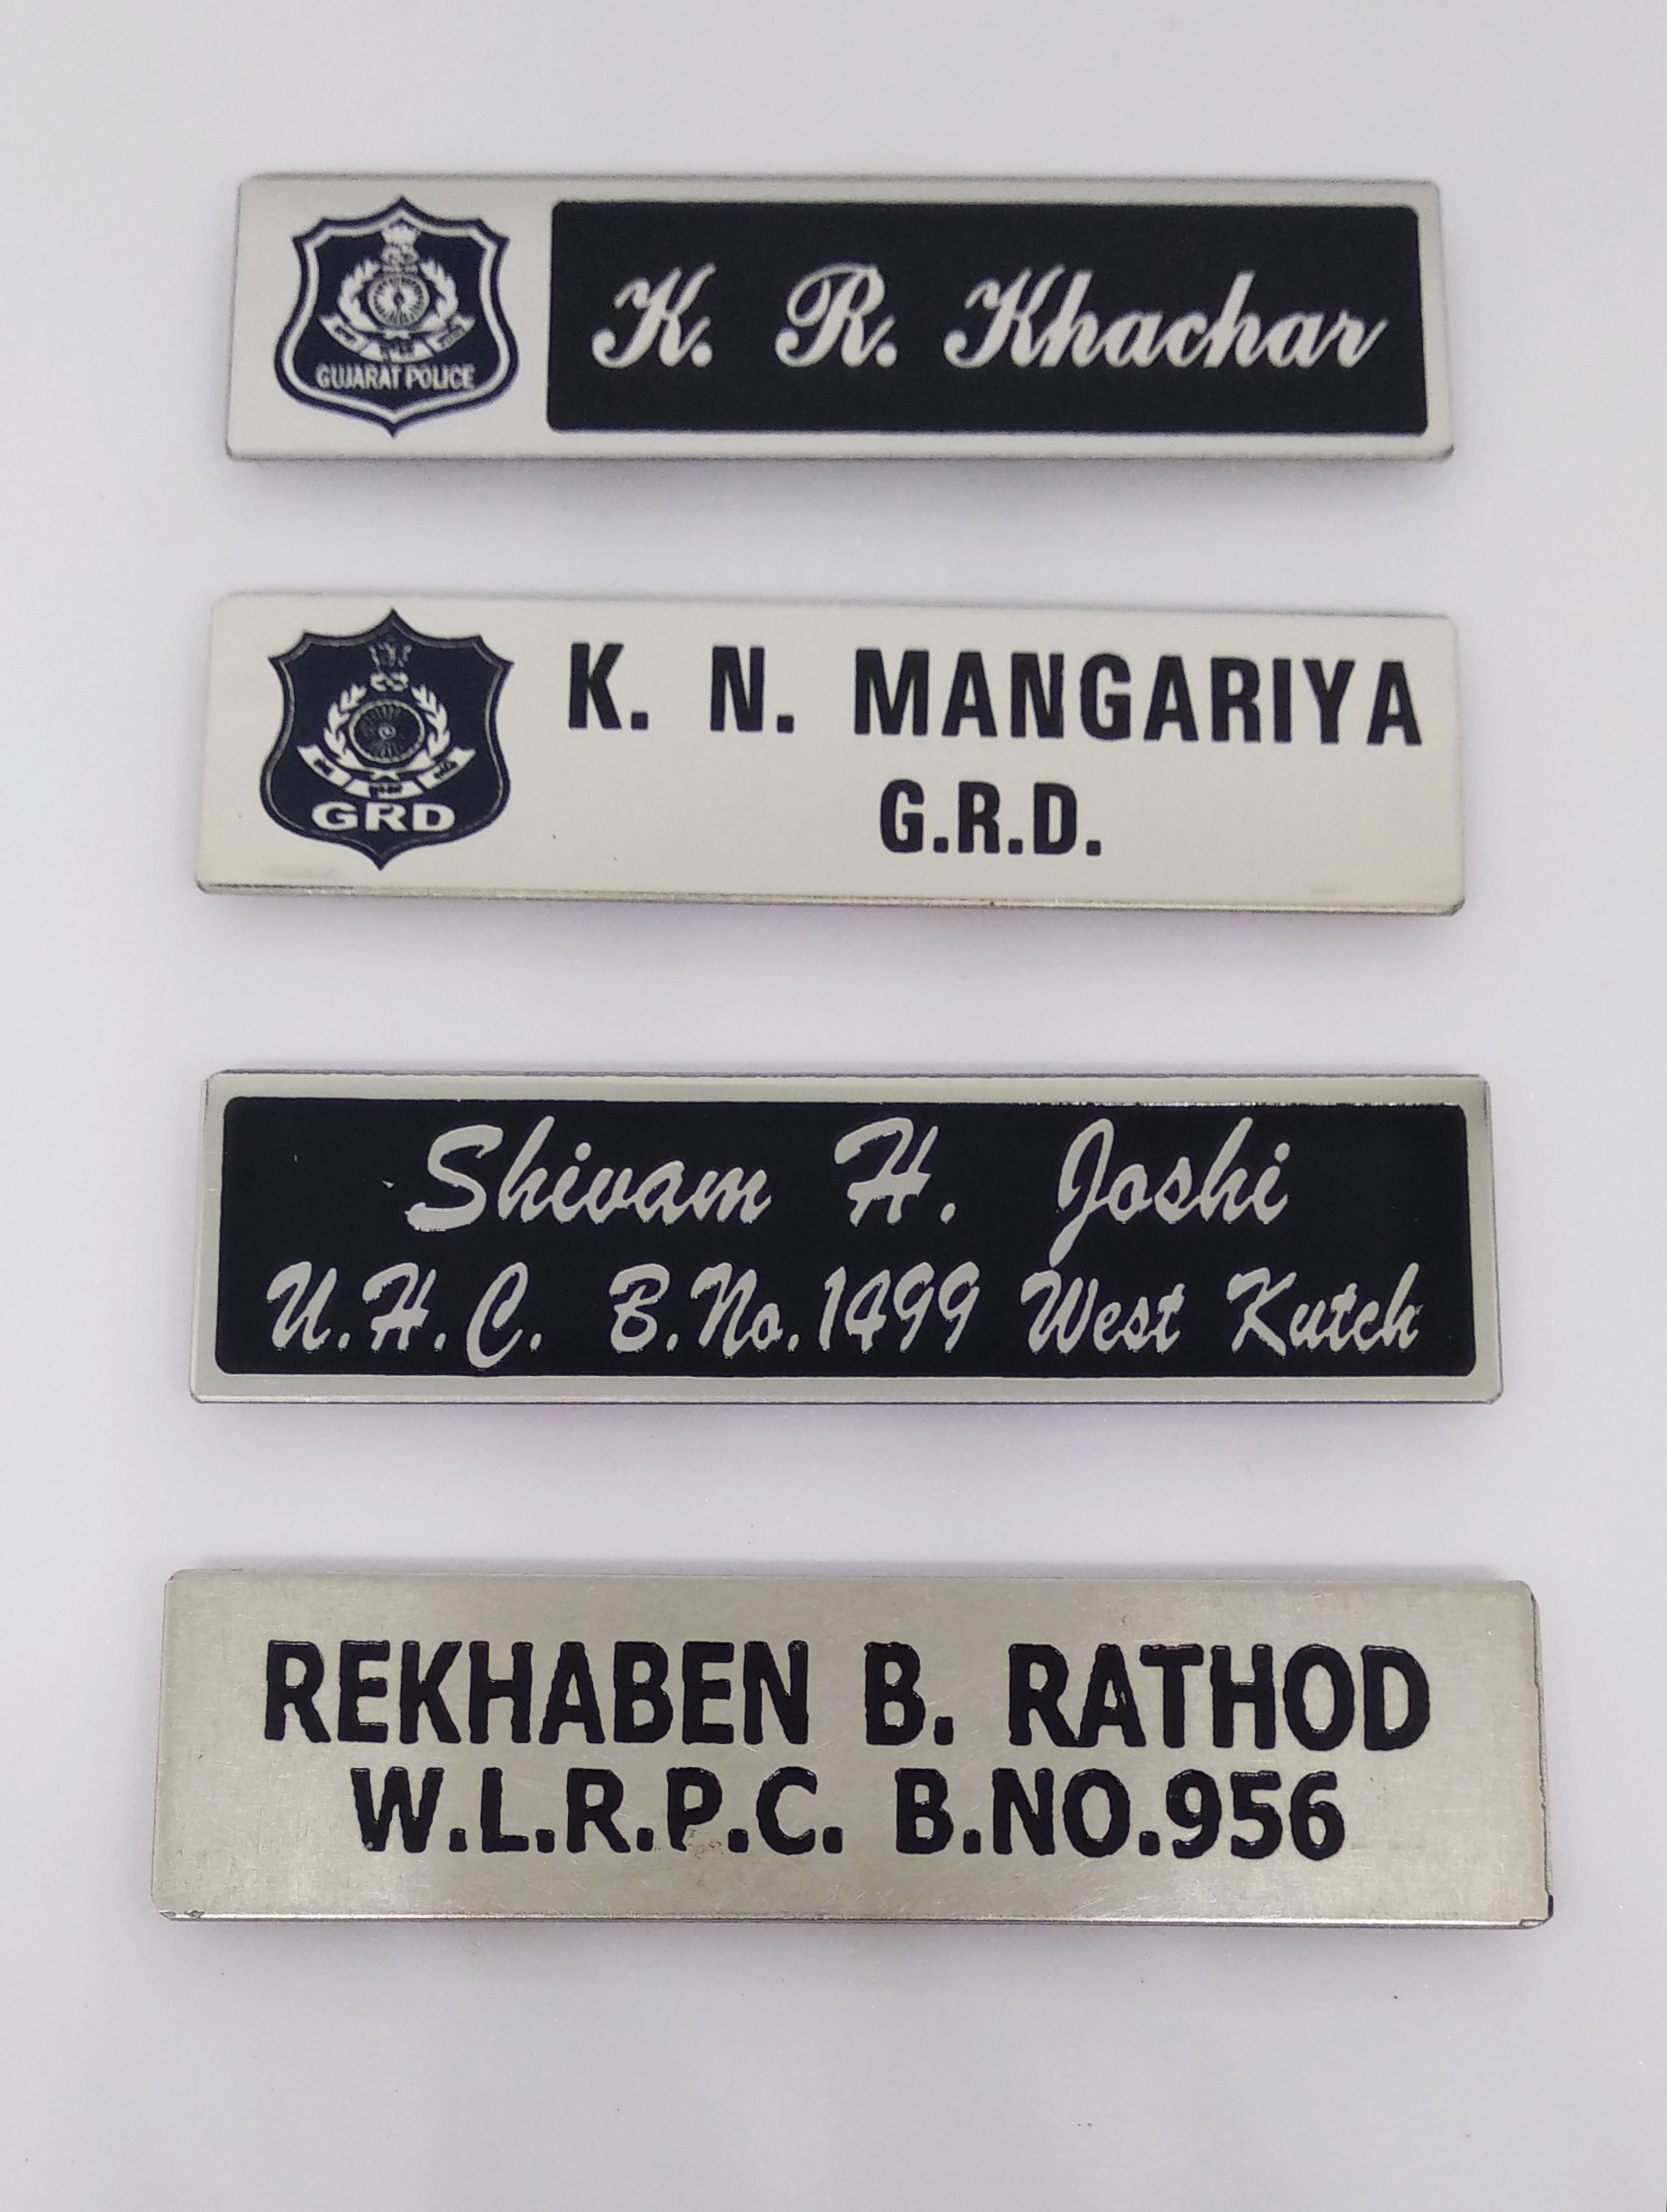 GUJARAT POLICE
K. R. Khachar
GRD
K. N. MANGARIYA
G.R.D.
Shivam H. Joshi
U.H.C. B.No.1499 West Kutch
REKHABEN B. RATHOD
W.L.R.P.C. B.NO.956